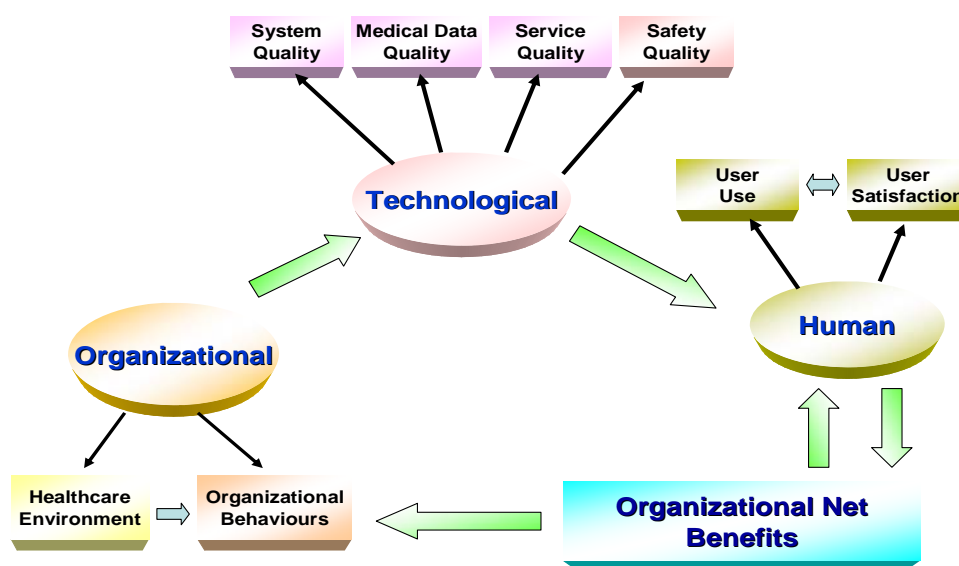 System
Quality
Medical Data
Quality
Service
Quality
Safety
Quality
Technological
User
Use
User
Satisfaction
Human
Organizational
Healthcare
Environment
Organizational
Behaviours
Organizational Net
Benefits